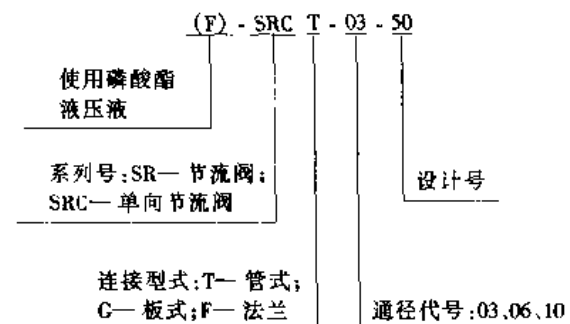 (F)-SRC T-03-50
使用磷酸酯
液压液
系列号:SR— 节流阀;
SRC— 单向节流阀
设计号
连接型式:T— 管式;
G— 板式;F— 法兰
通径代号:03、06、10